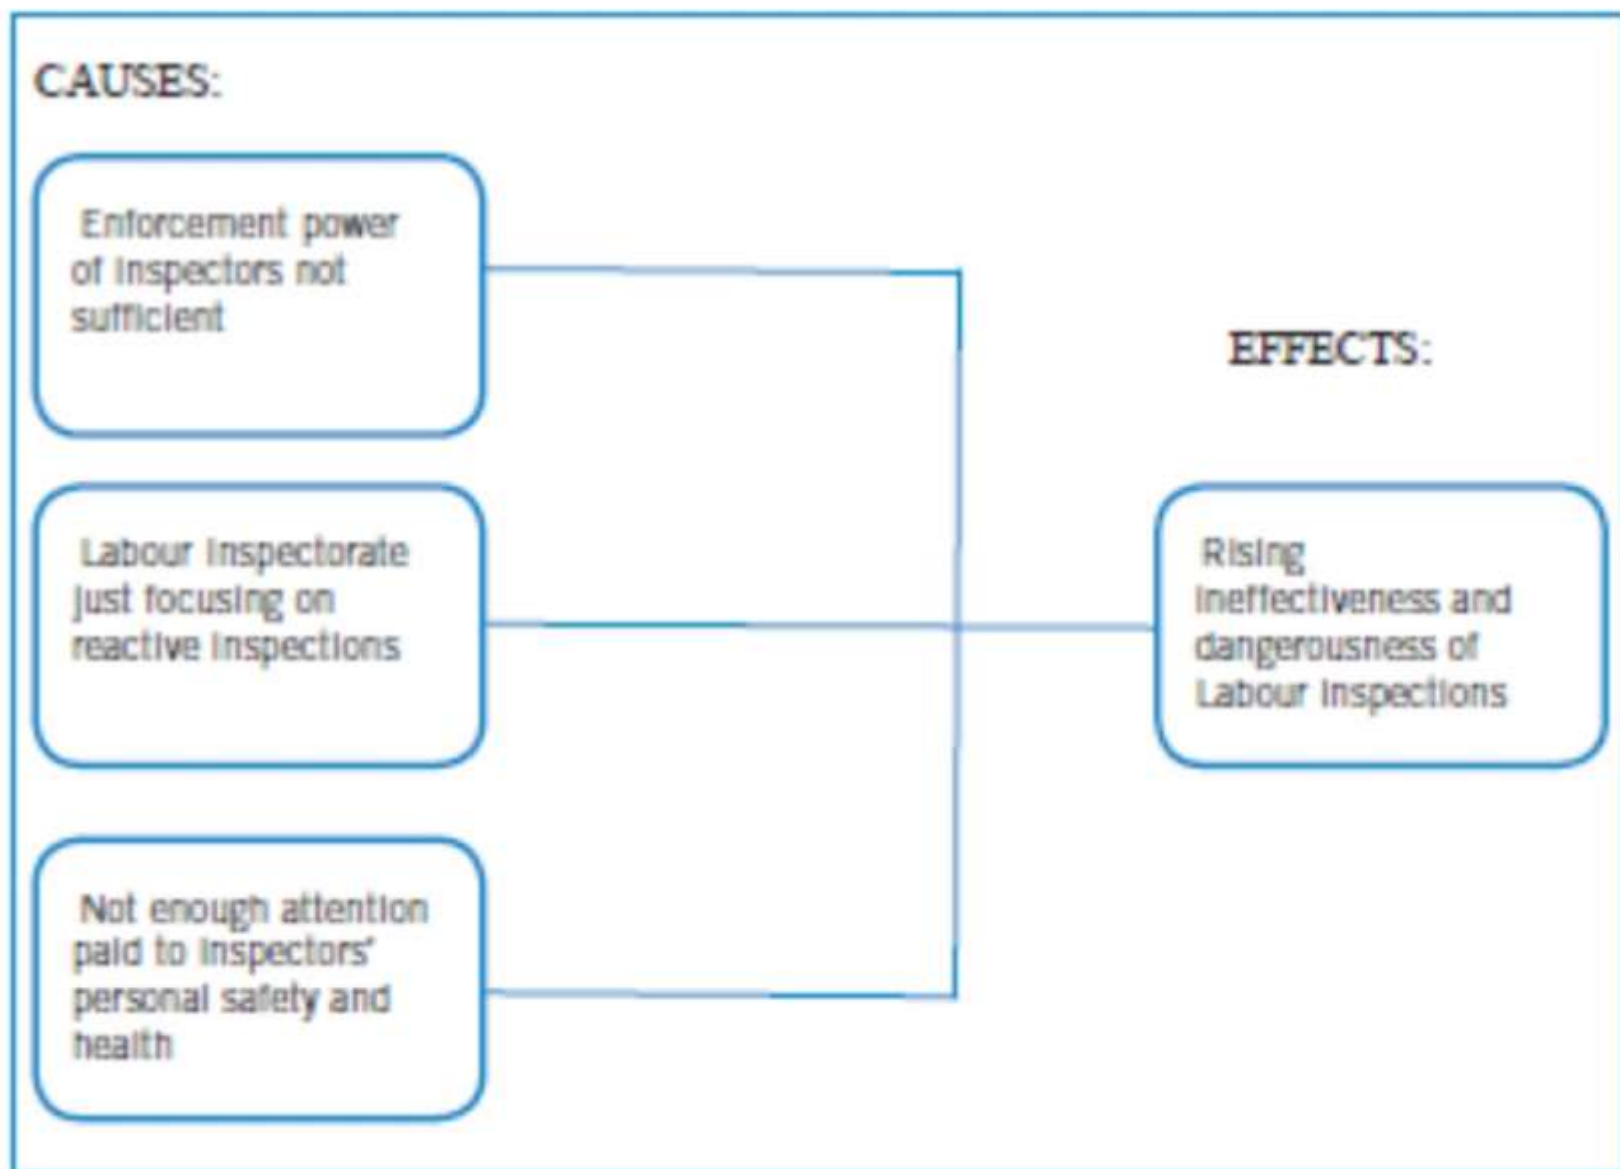 CAUSES:
Enforcement power
of inspectors not
sufficient
Labour Inspectorate
just focusing on
reactive inspections
Not enough attention
paid to inspectors'
personal safety and
health
EFFECTS:
Rising
ineffectiveness and
dangerousness of
Labour Inspections